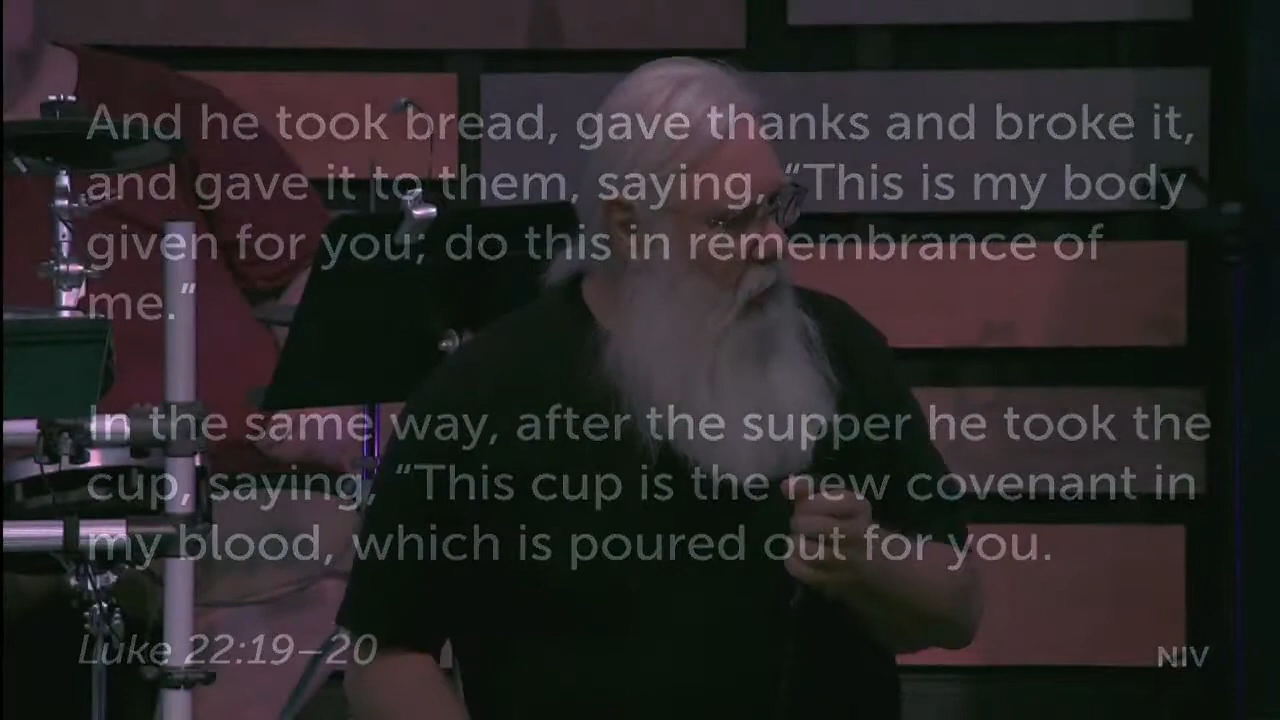 And he took bread, gave thanks and broke it,
and gave it to them, saying, “This is my body
given for you; do this in remembrance of
me.”
In the same way, after the supper he took the
cup, saying, “This cup is the new covenant in
my blood, which is poured out for you.
Luke 22:19–20
NIV